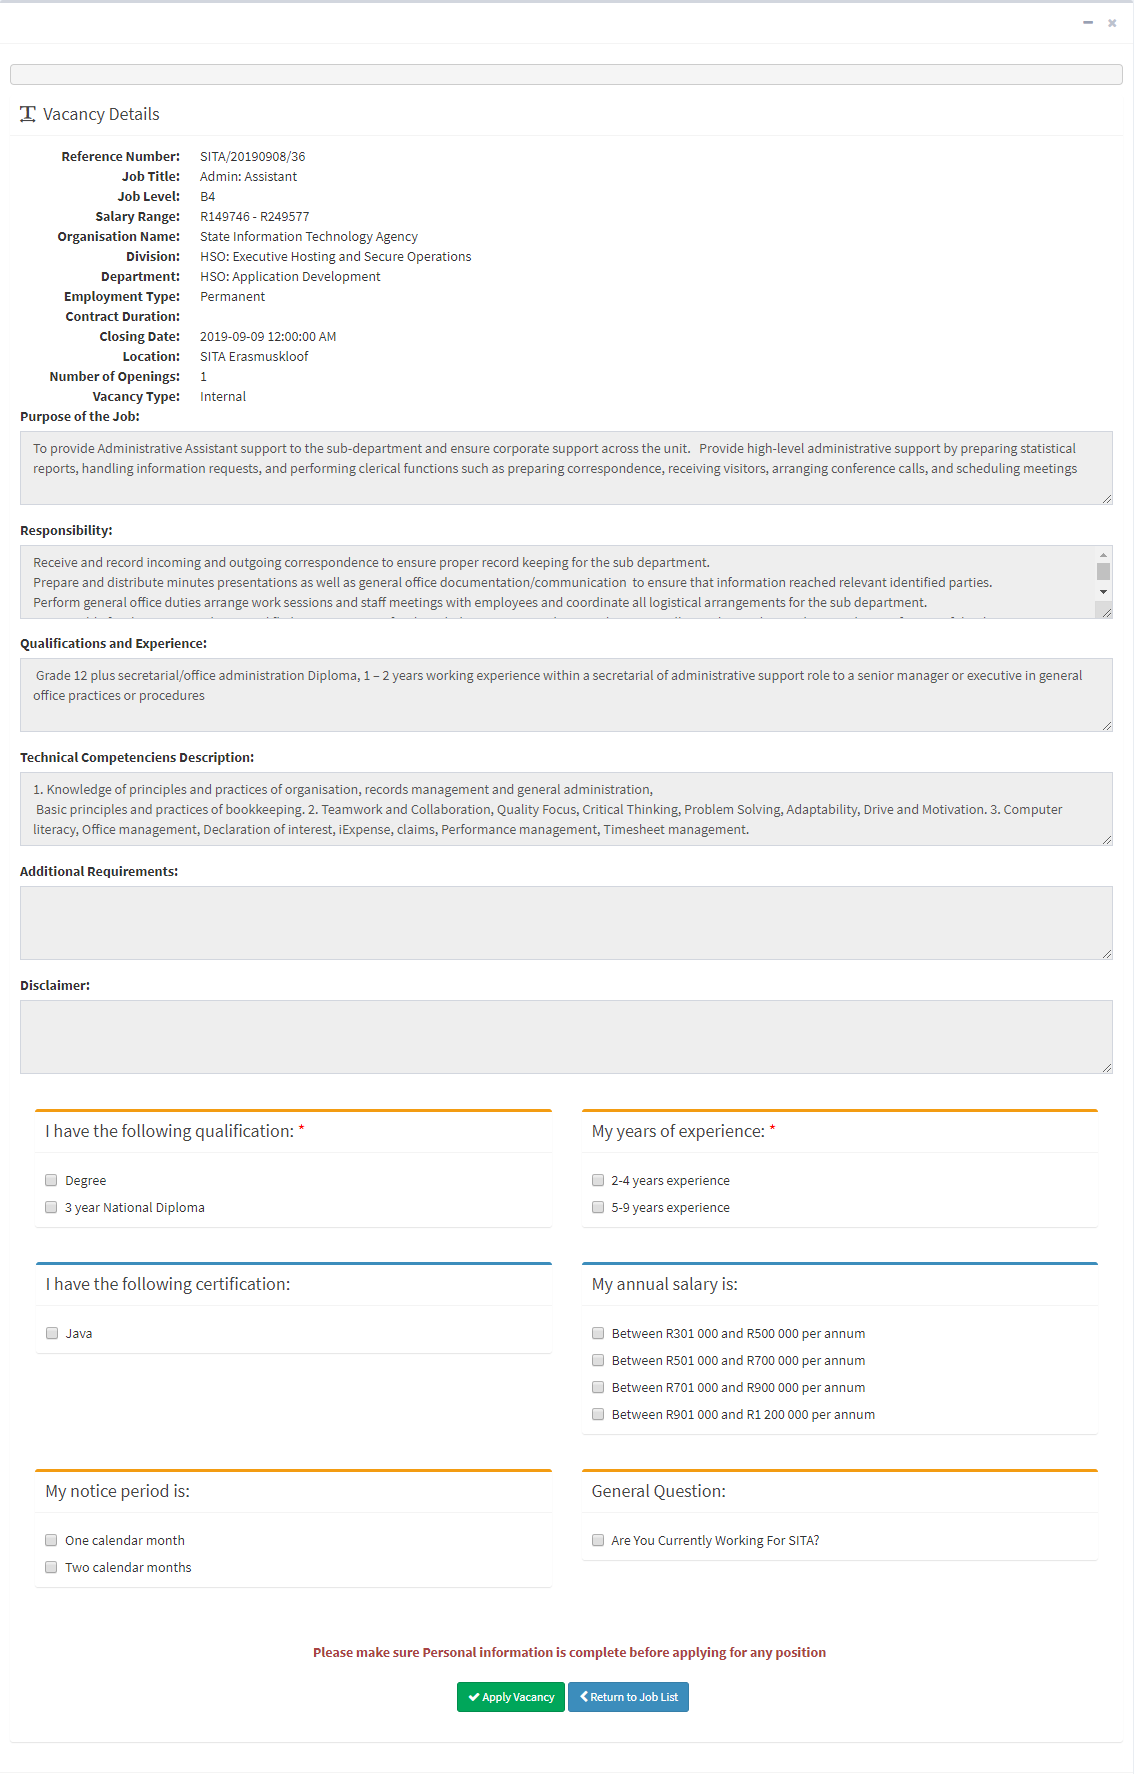 Vacancy Details
Reference Number: SITA/20190908/36
Job Title: Admin: Assistant
Job Level: B4
Salary Range: R149746 - R249577
Organisation Name: State Information Technology Agency
Division: HSO: Executive Hosting and Secure Operations
Department: HSO: Application Development
Employment Type: Permanent
Contract Duration:
Closing Date: 2019-09-09 12:00:00 AM
Location: SITA Erasmuskloof
Number of Openings: 1
Vacancy Type: Internal
Purpose of the Job:
To provide Administrative Assistant support to the sub-department and ensure corporate support across the unit.   Provide high-level administrative support by preparing statistical
reports, handling information requests, and performing clerical functions such as preparing correspondence, receiving visitors, arranging conference calls, and scheduling meetings
Responsibility:
Receive and record incoming and outgoing correspondence to ensure proper record keeping for the sub department.
Prepare and distribute minutes presentations as well as general office documentation/communication  to ensure that information reached relevant identified parties.
Perform general office duties arrange work sessions and staff meetings with employees and coordinate all logistical arrangements for the sub department.
Qualifications and Experience:
Grade 12 plus secretarial/office administration Diploma, 1 – 2 years working experience within a secretarial of administrative support role to a senior manager or executive in general
office practices or procedures
Technical Competenciens Description:
1. Knowledge of principles and practices of organisation, records management and general administration,
Basic principles and practices of bookkeeping. 2. Teamwork and Collaboration, Quality Focus, Critical Thinking, Problem Solving, Adaptability, Drive and Motivation. 3. Computer
literacy, Office management, Declaration of interest, iExpense, claims, Performance management, Timesheet management.
Additional Requirements:
Disclaimer:
I have the following qualification: *
Degree
3 year National Diploma
My years of experience: *
2-4 years experience
5-9 years experience
I have the following certification:
Java
My annual salary is:
Between R301 000 and R500 000 per annum
Between R501 000 and R700 000 per annum
Between R701 000 and R900 000 per annum
Between R901 000 and R1 200 000 per annum
My notice period is:
One calendar month
Two calendar months
General Question:
Are You Currently Working For SITA?
Please make sure Personal information is complete before applying for any position
Apply Vacancy
Return to Job List